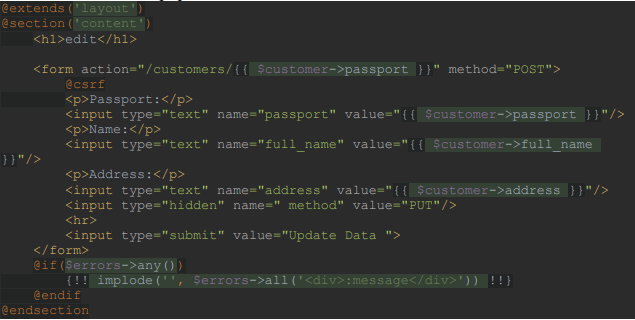 @extends('layout')
@section('content')
<h1>edit</h1>
<form action="/customers/{{ $customer->passport }}" method="POST">
@csrf
<p>Passport:</p>
<input type="text" name="passport" value="{{ $customer->passport }}"/>
<p>Name:</p>
<input type="text" name="full_name" value="{{ $customer->full_name
}}"/>
<p>Address:</p>
<input type="text" name="address" value="{{ $customer->address }}"/>
<input type="hidden" name=" method" value="PUT"/>
<hr>
<input type="submit" value="Update Data ">
</form>
@if($errors->any())
{!! implode('', $errors->all('<div>:message</div>')) !!}
@endif
@endsection